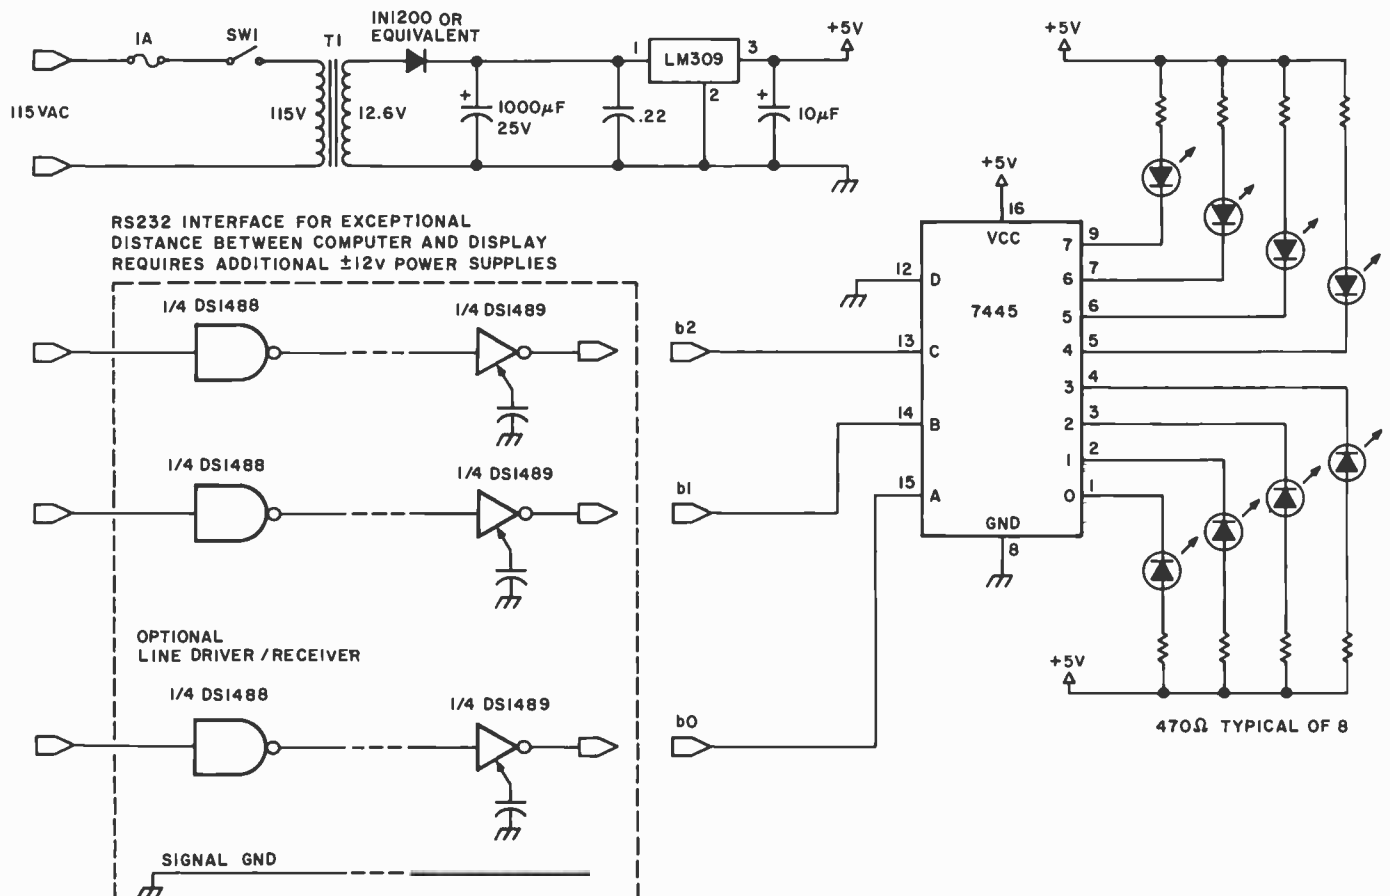 IN1200 OR
EQUIVALENT
1A
SW1
T1
+5V
+5V
1
LM309
3
2
115VAC
115V
12.6V
+
1000µF
25V
.22
+
10µF
RS232 INTERFACE FOR EXCEPTIONAL
DISTANCE BETWEEN COMPUTER AND DISPLAY
REQUIRES ADDITIONAL ±12V POWER SUPPLIES
1/4 DS1488
1/4 DS1489
1/4 DS1488
1/4 DS1489
OPTIONAL
LINE DRIVER/RECEIVER
1/4 DS1488
1/4 DS1489
SIGNAL GND
b2
b1
b0
+5V
16
VCC
7445
12 D
13 C
14 B
15 A
7 9
6 7
5 6
4 5
3 4
2 3
1 2
0 1
GND
8
+5V
470Ω TYPICAL OF 8